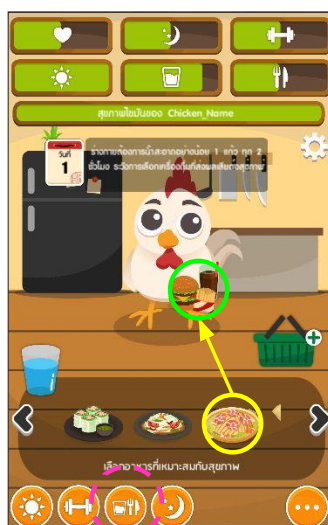 สุขภาพไขมันของ Chicken_Name
วันที่
1
ร่างกายต้องการน้ำสะอาดอย่างน้อย 1 แก้ว ทุก 2
ชั่วโมง ระวังการเลือกเครื่องดื่มที่ส่งผลเสียต่อสุขภาพ
เลือกอาหารที่เหมาะสมกับสุขภาพ